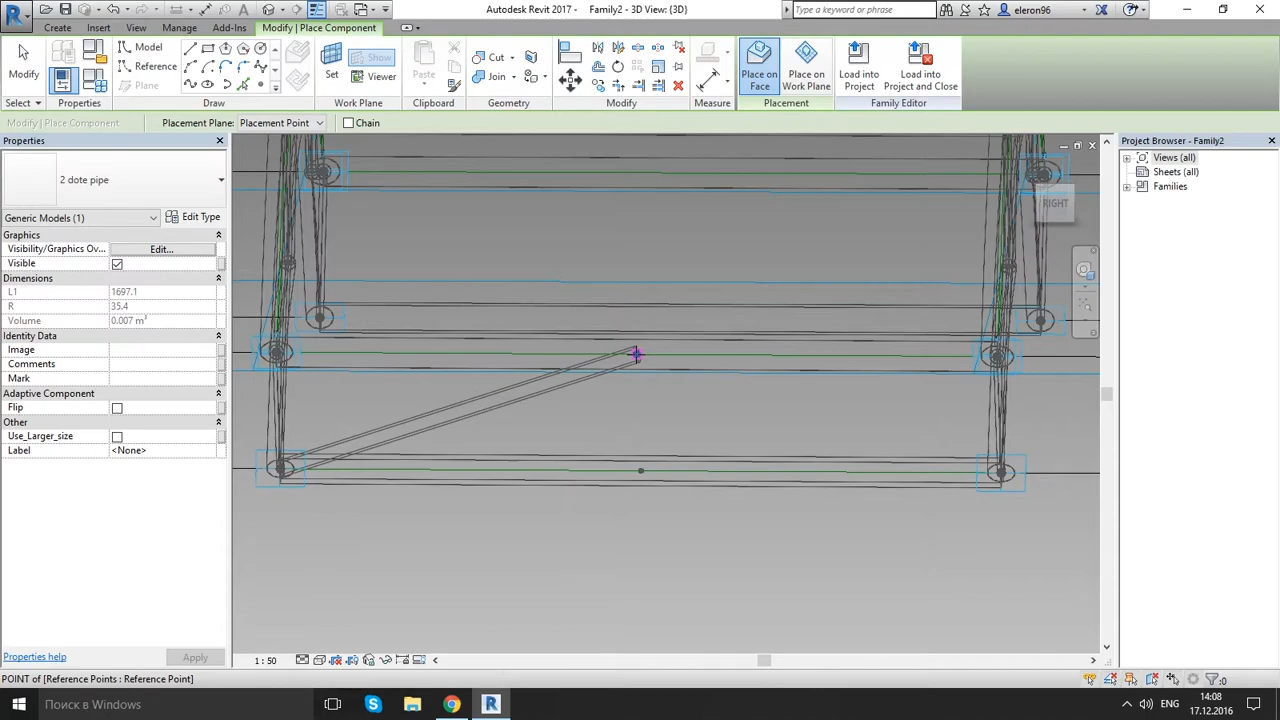 Autodesk Revit 2017 - Family2 - 3D View: {3D}
Type a keyword or phrase
eleron96
Create
Insert
View
Manage
Add-Ins
Modify | Place Component
Modify
Select
Properties
Model
Reference
Plane
Draw
Set
Show
Viewer
Work Plane
Paste
Clipboard
Cut
Join
Geometry
Modify
Measure
Place on Face
Place on Work Plane
Placement
Load into Project
Load into Project and Close
Family Editor
Modify | Place Component
Placement Plane:
Placement Point
Chain
Properties
2 dote pipe
Generic Models (1)
Edit Type
Graphics
Visibility/Graphics Ov...
Edit...
Visible
Dimensions
L1
1697.1
R
35.4
Volume
0.007 m³
Identity Data
Image
Comments
Mark
Adaptive Component
Flip
Other
Use_Larger_size
Label
<None>
Properties help
Apply
RIGHT
Project Browser - Family2
Views (all)
Sheets (all)
Families
1 : 50
POINT of [Reference Points : Reference Point]
:0
Поиск в Windows
ENG
14:08
17.12.2016